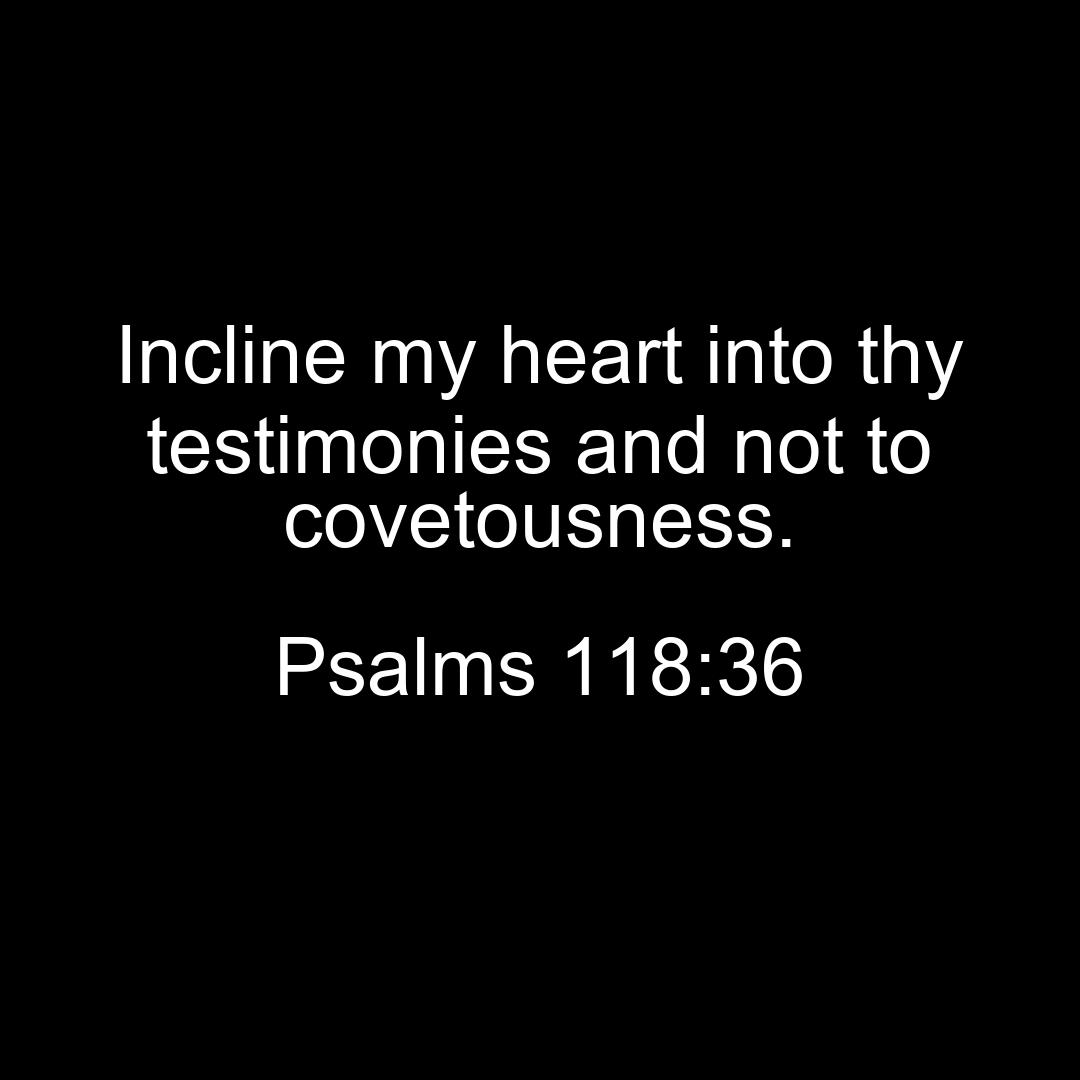 Incline my heart into thy
testimonies and not to
covetousness.
Psalms 118:36